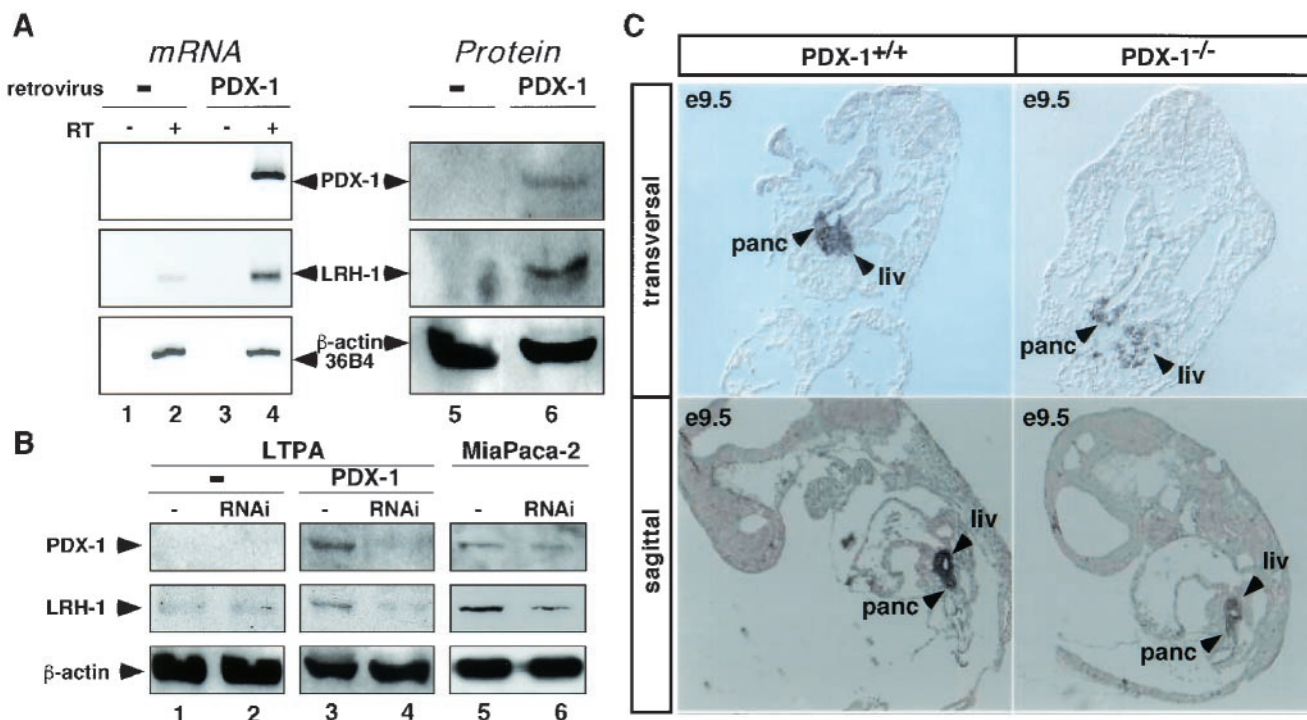 A
mRNA Protein
retrovirus - PDX-1 - PDX-1
RT - + - +
PDX-1
LRH-1
β-actin
36B4
1 2 3 4 5 6
B
LTPA MiaPaca-2
- PDX-1
- RNAi - RNAi - RNAi
PDX-1
LRH-1
β-actin
1 2 3 4 5 6
C
PDX-1+/+ PDX-1-/-
transversal
e9.5 e9.5
panc liv panc liv
sagittal
e9.5 e9.5
liv panc liv panc